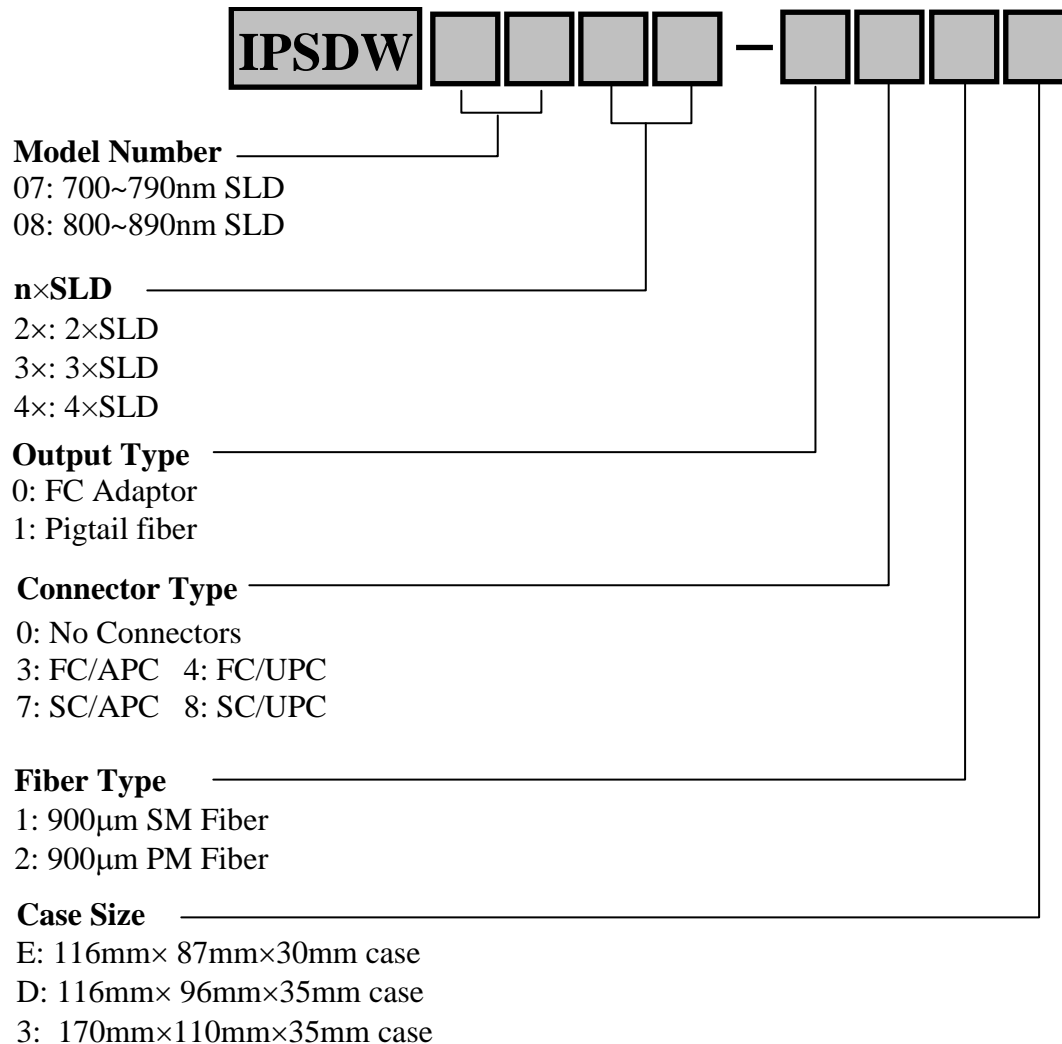 IPSDW –
Model Number
07: 700~790nm SLD
08: 800~890nm SLD
n×SLD
2×: 2×SLD
3×: 3×SLD
4×: 4×SLD
Output Type
0: FC Adaptor
1: Pigtail fiber
Connector Type
0: No Connectors
3: FC/APC 4: FC/UPC
7: SC/APC 8: SC/UPC
Fiber Type
1: 900μm SM Fiber
2: 900μm PM Fiber
Case Size
E: 116mm× 87mm×30mm case
D: 116mm× 96mm×35mm case
3: 170mm×110mm×35mm case